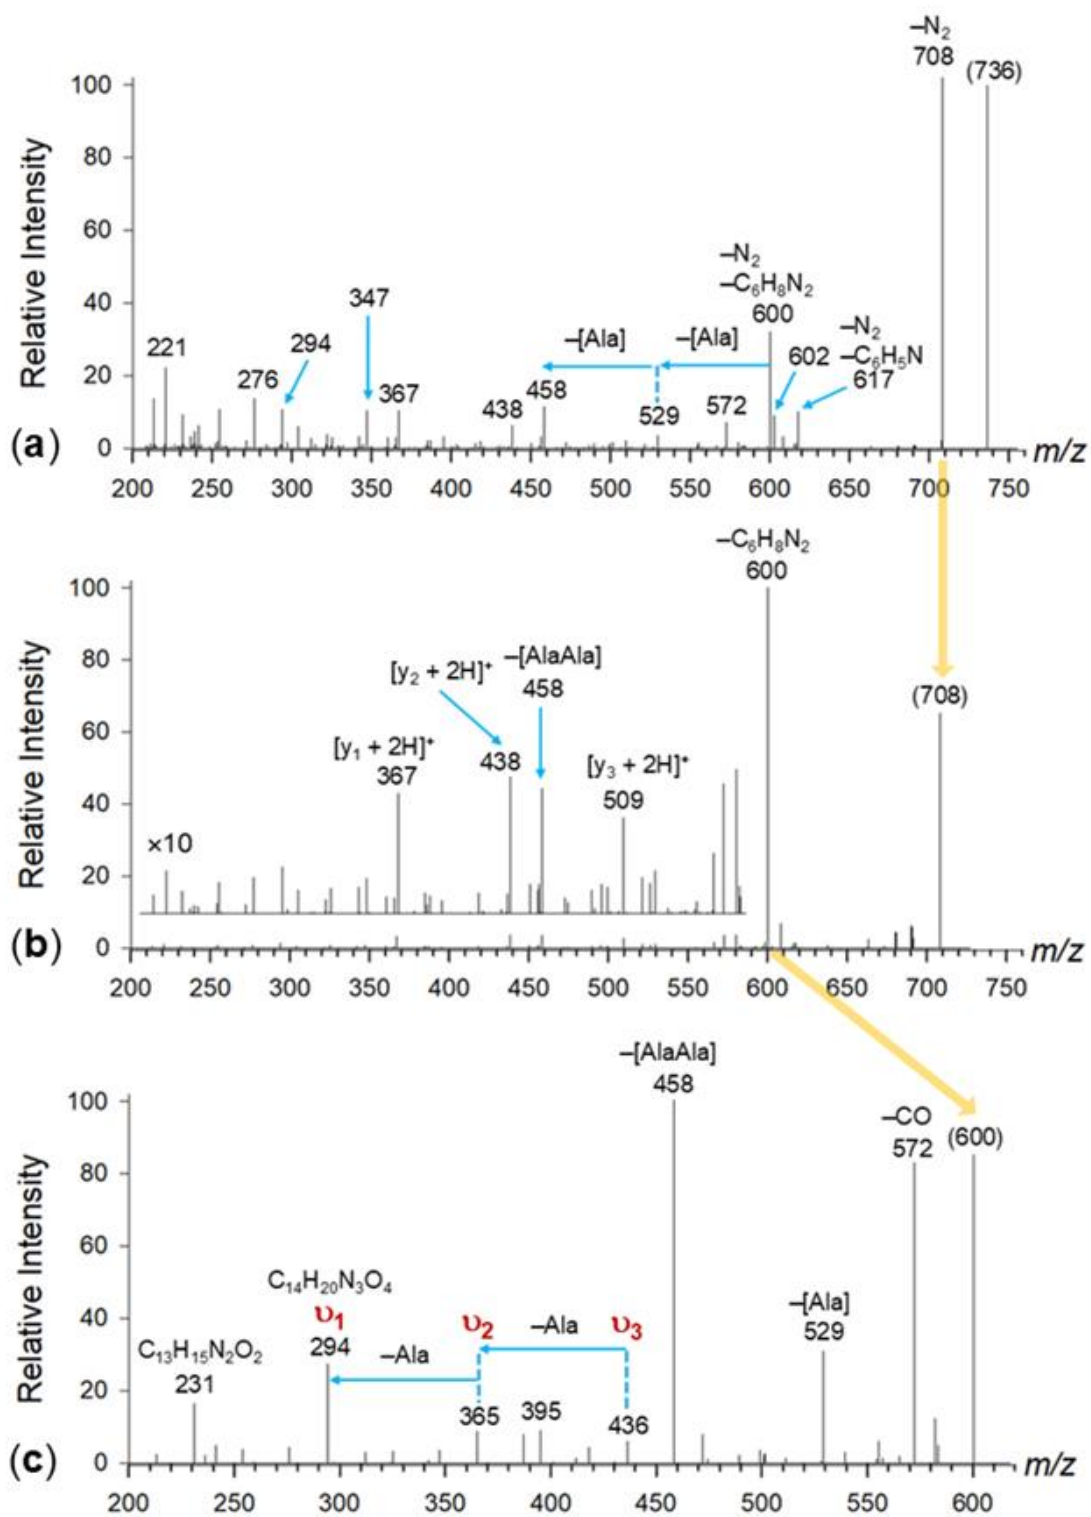 –N₂
708 (736)
100
80
60
40
20
0
Relative Intensity
(a)
–N₂
–C₆H₈N₂
600
–N₂
–C₆H₅N
617
602
–[Ala] –[Ala]
347
294
221
276
367
438
458
529
572
200 250 300 350 400 450 500 550 600 650 700 750
m/z
–C₆H₈N₂
600
(708)
100
80
60
40
20
0
Relative Intensity
(b)
×10
[y₁ + 2H]⁺
367
[y₂ + 2H]⁺
438
–[AlaAla]
458
[y₃ + 2H]⁺
509
200 250 300 350 400 450 500 550 600 650 700 750
m/z
–[AlaAla]
458
–CO
572 (600)
100
80
60
40
20
0
Relative Intensity
(c)
C₁₃H₁₅N₂O₂
231
C₁₄H₂₀N₃O₄
υ₁
294
–Ala
υ₂
365
–Ala
υ₃
436
395
–[Ala]
529
200 250 300 350 400 450 500 550 600
m/z